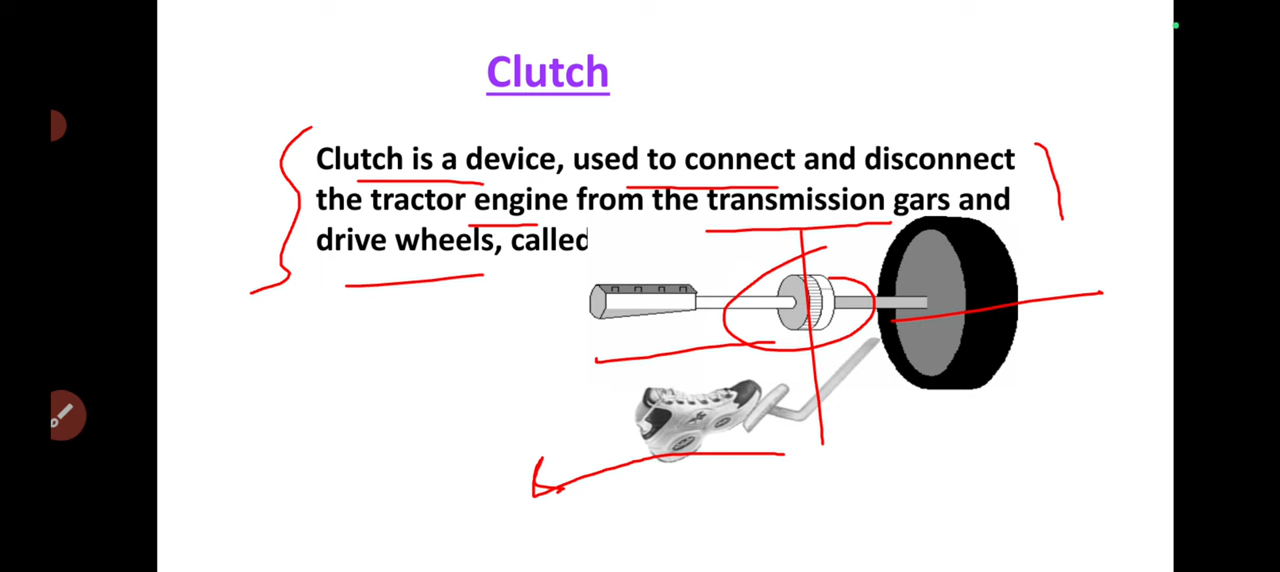 Clutch
Clutch is a device, used to connect and disconnect
the tractor engine from the transmission gars and
drive wheels, called